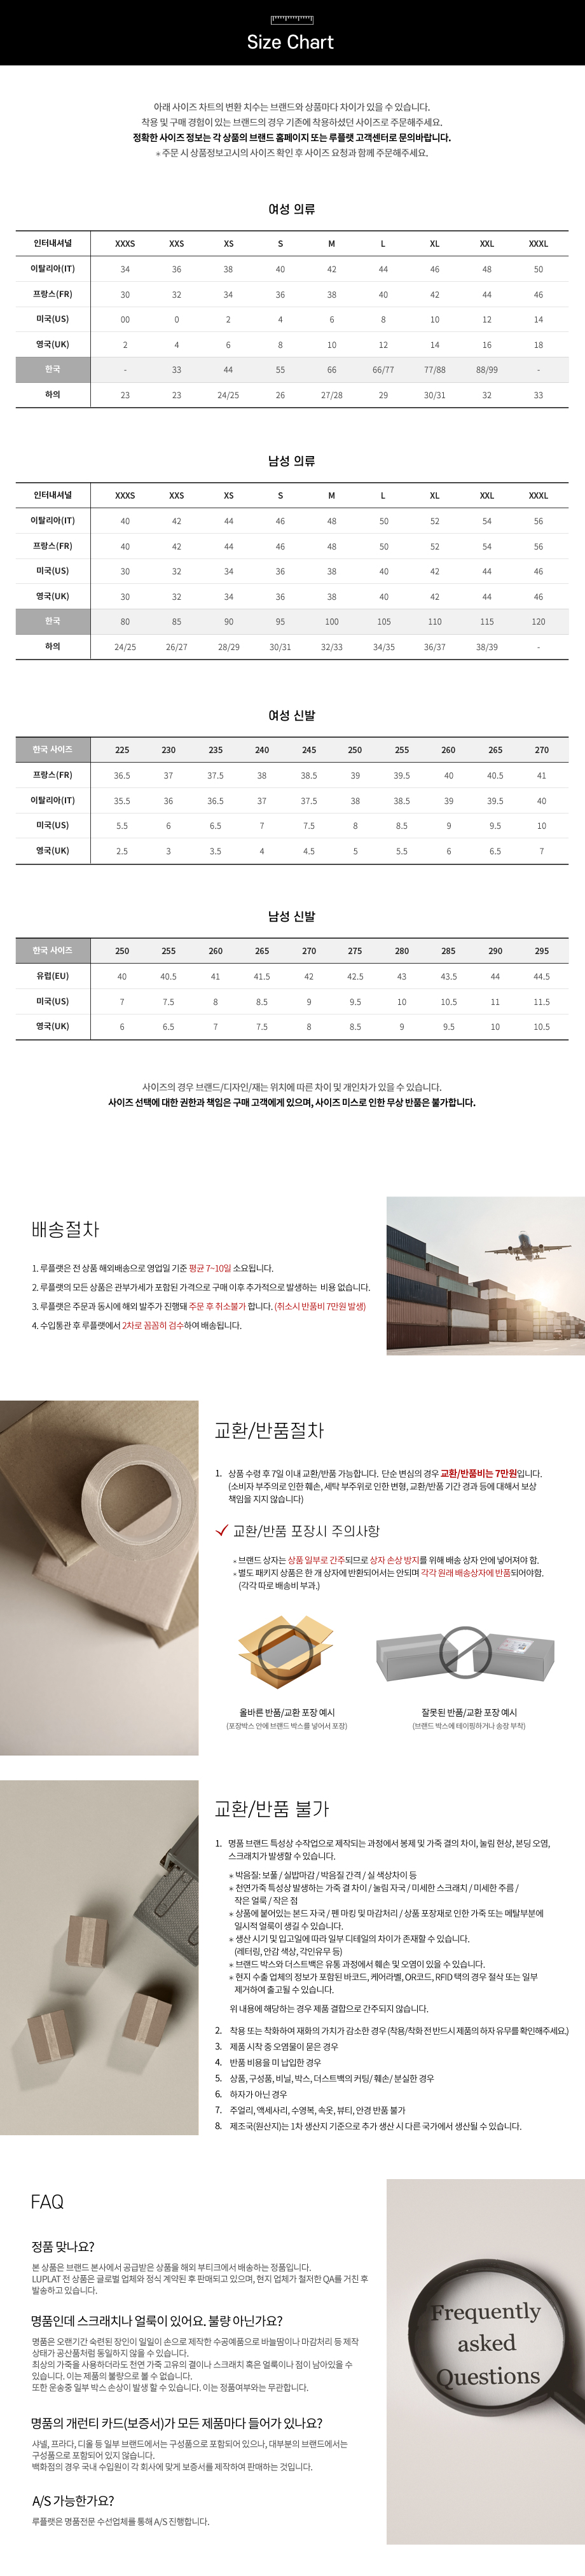 Size Chart
아래 사이즈 차트의 변환 치수는 브랜드와 상품마다 차이가 있을 수 있습니다.
착용 및 구매 경험이 있는 브랜드의 경우 기존에 착용하셨던 사이즈로 주문해주세요.
정확한 사이즈 정보는 각 상품의 브랜드 홈페이지 또는 루플랫 고객센터로 문의바랍니다.
* 주문 시 상품정보고시의 사이즈 확인 후 사이즈 요청과 함께 주문해주세요.
여성 의류
인터내셔널 XXXS XXS XS S M L XL XXL XXXL
이탈리아(IT) 34 36 38 40 42 44 46 48 50
프랑스(FR) 30 32 34 36 38 40 42 44 46
미국(US) 00 0 2 4 6 8 10 12 14
영국(UK) 2 4 6 8 10 12 14 16 18
한국 - 33 44 55 66 66/77 77/88 88/99 -
하의 23 23 24/25 26 27/28 29 30/31 32 33
남성 의류
인터내셔널 XXXS XXS XS S M L XL XXL XXXL
이탈리아(IT) 40 42 44 46 48 50 52 54 56
프랑스(FR) 40 42 44 46 48 50 52 54 56
미국(US) 30 32 34 36 38 40 42 44 46
영국(UK) 30 32 34 36 38 40 42 44 46
한국 80 85 90 95 100 105 110 115 120
하의 24/25 26/27 28/29 30/31 32/33 34/35 36/37 38/39 -
여성 신발
한국 사이즈 225 230 235 240 245 250 255 260 265 270
프랑스(FR) 36.5 37 37.5 38 38.5 39 39.5 40 40.5 41
이탈리아(IT) 35.5 36 36.5 37 37.5 38 38.5 39 39.5 40
미국(US) 5.5 6 6.5 7 7.5 8 8.5 9 9.5 10
영국(UK) 2.5 3 3.5 4 4.5 5 5.5 6 6.5 7
남성 신발
한국 사이즈 250 255 260 265 270 275 280 285 290 295
유럽(EU) 40 40.5 41 41.5 42 42.5 43 43.5 44 44.5
미국(US) 7 7.5 8 8.5 9 9.5 10 10.5 11 11.5
영국(UK) 6 6.5 7 7.5 8 8.5 9 9.5 10 10.5
사이즈의 경우 브랜드/디자인/재는 위치에 따른 차이 및 개인차가 있을 수 있습니다.
사이즈 선택에 대한 권한과 책임은 구매 고객에게 있으며, 사이즈 미스로 인한 무상 반품은 불가합니다.
배송절차
1. 루플랫은 전 상품 해외배송으로 영업일 기준 평균 7~10일 소요됩니다.
2. 루플랫의 모든 상품은 관부가세가 포함된 가격으로 구매 이후 추가적으로 발생하는 비용 없습니다.
3. 루플랫은 주문과 동시에 해외 발주가 진행돼 주문 후 취소불가 합니다. (취소시 반품비 7만원 발생)
4. 수입통관 후 루플랫에서 2차로 꼼꼼히 검수하여 배송됩니다.
교환/반품절차
1. 상품 수령 후 7일 이내 교환/반품 가능합니다. 단순 변심의 경우 교환/반품비는 7만원입니다.
(소비자 부주의로 인한 훼손, 세탁 부주위로 인한 변형, 교환/반품 기간 경과 등에 대해서 보상
책임을 지지 않습니다)
교환/반품 포장시 주의사항
* 브랜드 상자는 상품 일부로 간주되므로 상자 손상 방지를 위해 배송 상자 안에 넣어져야 함.
* 별도 패키지 상품은 한 개 상자에 반환되어서는 안되며 각각 원래 배송상자에 반품되어야함.
(각각 따로 배송비 부과.)
올바른 반품/교환 포장 예시
(포장박스 안에 브랜드 박스를 넣어서 포장)
잘못된 반품/교환 포장 예시
(브랜드 박스에 테이핑하거나 송장 부착)
교환/반품 불가
1. 명품 브랜드 특성상 수작업으로 제작되는 과정에서 봉제 및 가죽 결의 차이, 눌림 현상, 본딩 오염,
스크래치가 발생할 수 있습니다.
* 박음질: 보풀 / 실밥마감 / 박음질 간격 / 실 색상차이 등
* 천연가죽 특성상 발생하는 가죽 결 차이 / 눌림 자국 / 미세한 스크래치 / 미세한 주름 /
작은 얼룩 / 작은 점
* 상품에 붙어있는 본드 자국 / 펜 마킹 및 마감처리 / 상품 포장재로 인한 가죽 또는 메탈부분에
일시적 얼룩이 생길 수 있습니다.
* 생산 시기 및 입고일에 따라 일부 디테일의 차이가 존재할 수 있습니다.
(레터링, 안감 색상, 각인유무 등)
* 브랜드 박스와 더스트백은 유통 과정에서 훼손 및 오염이 있을 수 있습니다.
* 현지 수출 업체의 정보가 포함된 바코드, 케어라벨, QR코드, RFID 택의 경우 절삭 또는 일부
제거하여 출고될 수 있습니다.
위 내용에 해당하는 경우 제품 결합으로 간주되지 않습니다.
2. 착용 또는 착화하여 재화의 가치가 감소한 경우 (착용/착화 전 반드시 제품의 하자 유무를 확인해주세요.)
3. 제품 시착 중 오염물이 묻은 경우
4. 반품 비용을 미 납입한 경우
5. 상품, 구성품, 비닐, 박스, 더스트백의 커팅/ 훼손/ 분실한 경우
6. 하자가 아닌 경우
7. 주얼리, 액세사리, 수영복, 속옷, 뷰티, 안경 반품 불가
8. 제조국(원산지)는 1차 생산지 기준으로 추가 생산 시 다른 국가에서 생산될 수 있습니다.
FAQ
정품 맞나요?
본 상품은 브랜드 본사에서 공급받은 상품을 해외 부티크에서 배송하는 정품입니다.
LUPLAT 전 상품은 글로벌 업체와 정식 계약된 후 판매되고 있으며, 현지 업체가 철저한 QA를 거친 후
발송하고 있습니다.
명품인데 스크래치나 얼룩이 있어요. 불량 아닌가요?
명품은 오랜기간 숙련된 장인이 일일이 손으로 제작한 수공예품으로 바늘땀이나 마감처리 등 제작
상태가 공산품처럼 동일하지 않을 수 있습니다.
최상의 가죽을 사용하더라도 천연 가죽 고유의 결이나 스크래치 혹은 얼룩이나 점이 남아있을 수
있습니다. 이는 제품의 불량으로 볼 수 없습니다.
또한 운송중 일부 박스 손상이 발생 할 수 있습니다. 이는 정품여부와는 무관합니다.
명품의 개런티 카드(보증서)가 모든 제품마다 들어가 있나요?
샤넬, 프라다, 디올 등 일부 브랜드에서는 구성품으로 포함되어 있으나, 대부분의 브랜드에서는
구성품으로 포함되어 있지 않습니다.
백화점의 경우 국내 수입원이 각 회사에 맞게 보증서를 제작하여 판매하는 것입니다.
A/S 가능한가요?
루플랫은 명품전문 수선업체를 통해 A/S 진행합니다.
Frequently
asked
Questions